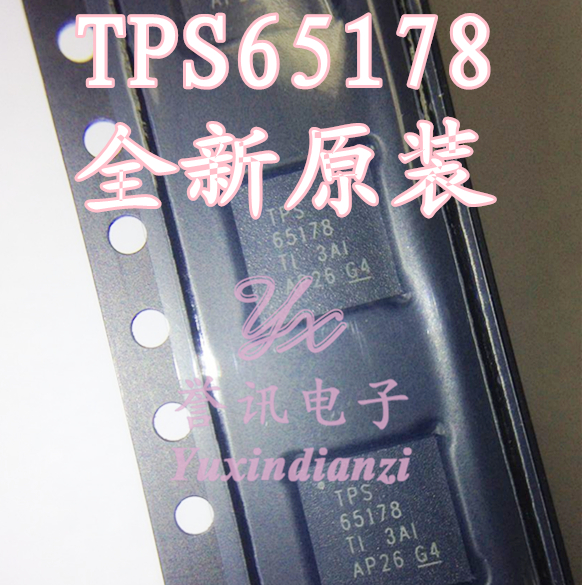 TPS65178
全新原装
TPS
65178
TI 3AI
AP26 G4
Yx
誉讯电子
Yuxindianzi
TPS
65178
TI 3AI
AP26 G4